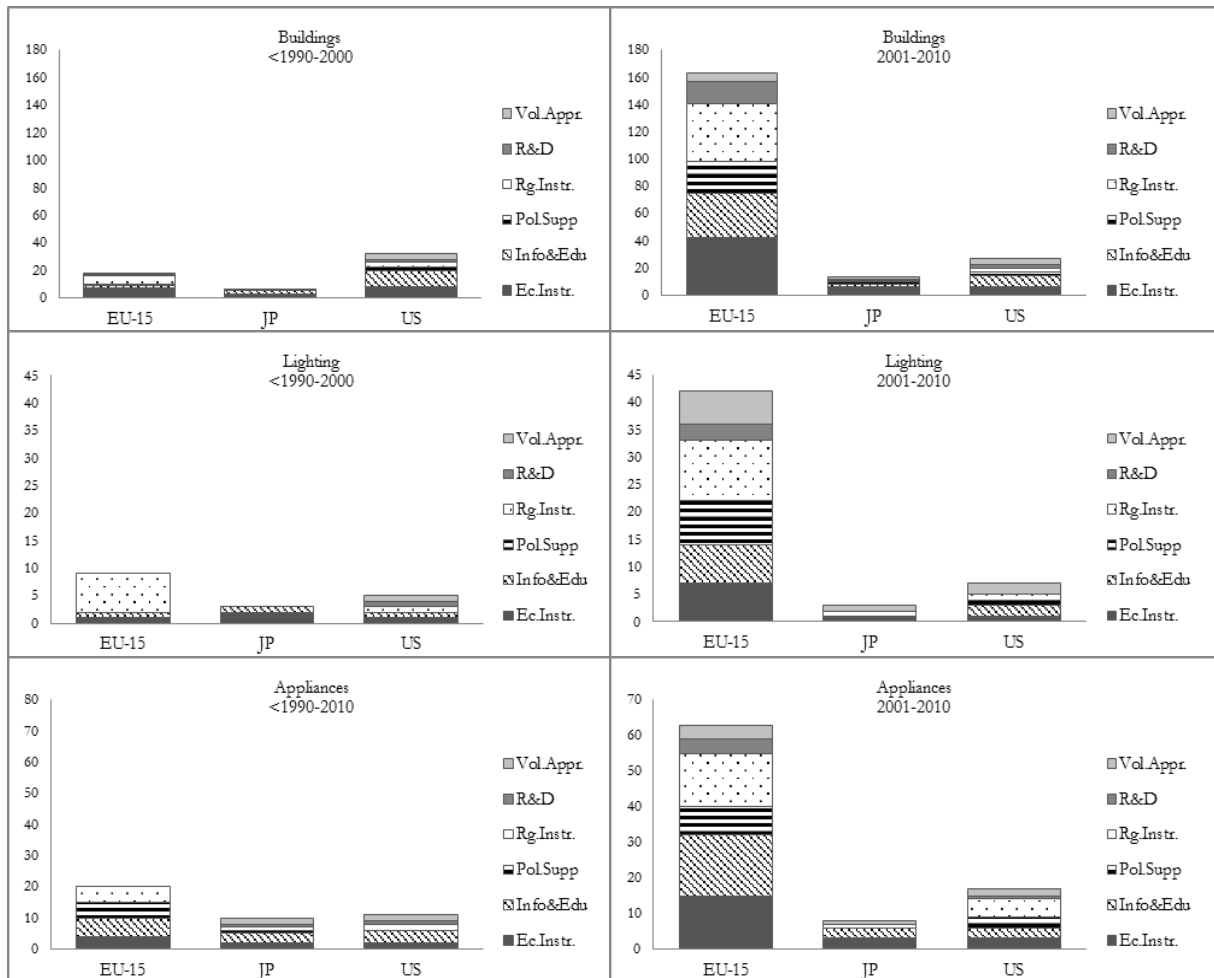 Buildings
<1990-2000
180
160
140
120
100
80
60
40
20
0
EU-15 JP US
Vol.Appr.
R&D
Rg.Instr.
Pol.Supp
Info&Edu
Ec.Instr.
Buildings
2001-2010
180
160
140
120
100
80
60
40
20
0
EU-15 JP US
Vol.Appr.
R&D
Rg.Instr.
Pol.Supp
Info&Edu
Ec.Instr.
Lighting
<1990-2000
45
40
35
30
25
20
15
10
5
0
EU-15 JP US
Vol.Appr.
R&D
Rg.Instr.
Pol.Supp
Info&Edu
Ec.Instr.
Lighting
2001-2010
45
40
35
30
25
20
15
10
5
0
EU-15 JP US
Vol.Appr.
R&D
Rg.Instr.
Pol.Supp
Info&Edu
Ec.Instr.
Appliances
<1990-2010
80
70
60
50
40
30
20
10
0
EU-15 JP US
Vol.Appr.
R&D
Rg.Instr.
Pol.Supp
Info&Edu
Ec.Instr.
Appliances
2001-2010
70
60
50
40
30
20
10
0
EU-15 JP US
Vol.Appr.
R&D
Rg.Instr.
Pol.Supp
Info&Edu
Ec.Instr.